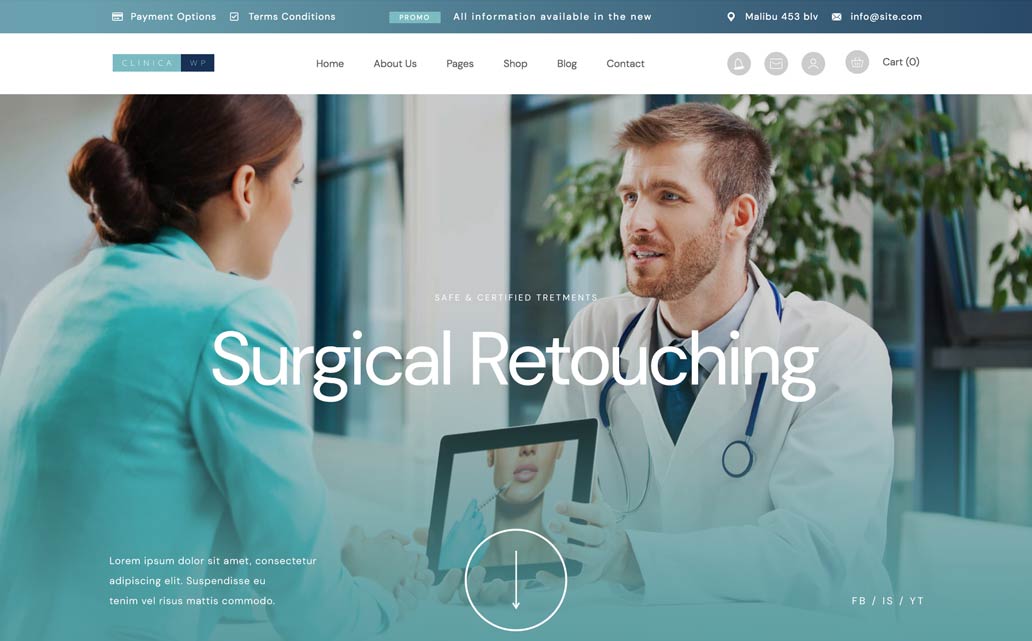 Payment Options
Terms Conditions
PROMO
All information available in the new
Malibu 453 blv
info@site.com
CLINICA WP
Home
About Us
Pages
Shop
Blog
Contact
Cart (0)
SAFE & CERTIFIED TRETMENTS
Surgical Retouching
Lorem ipsum dolor sit amet, consectetur
adipiscing elit. Suspendisse eu
tenim vel risus mattis commodo.
FB / IS / YT